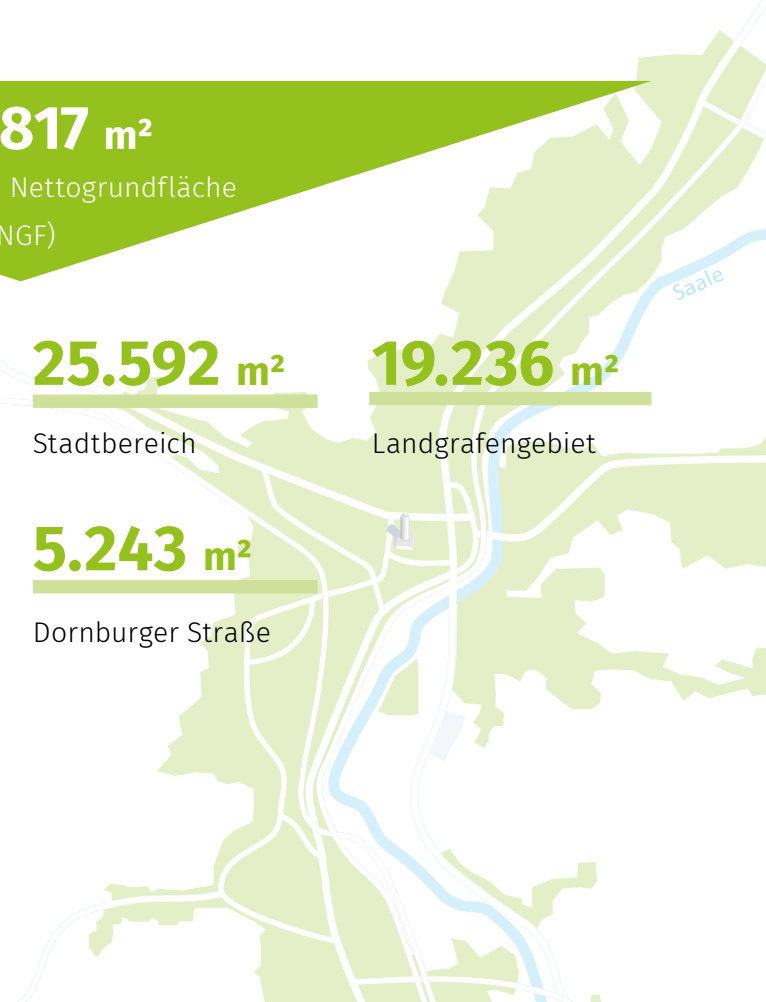 817 m²
Nettogrundfläche
NGF)
Saale
25.592 m²
Stadtbereich
19.236 m²
Landgrafengebiet
5.243 m²
Dornburger Straße